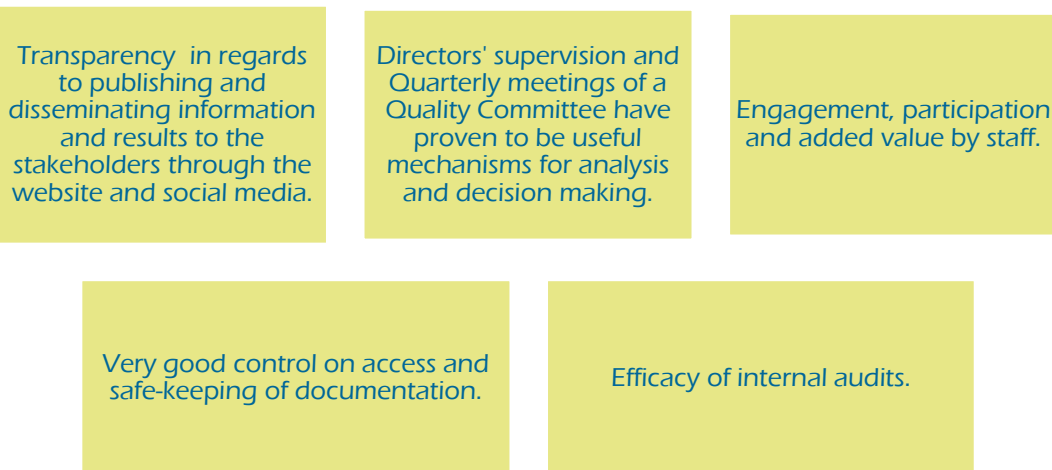 Transparency in regards
to publishing and
disseminating information
and results to the
stakeholders through the
website and social media.
Directors' supervision and
Quarterly meetings of a
Quality Committee have
proven to be useful
mechanisms for analysis
and decision making.
Engagement, participation
and added value by staff.
Very good control on access and
safe-keeping of documentation.
Efficacy of internal audits.